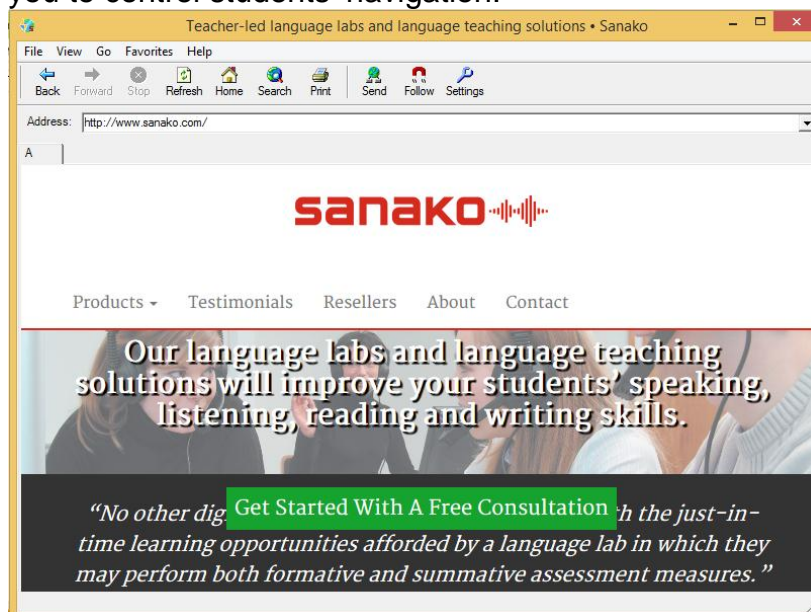 you to control students' navigation.
Teacher-led language labs and language teaching solutions • Sanako
File View Go Favorites Help
Back Forward Stop Refresh Home Search Print Send Follow Settings
Address: http://www.sanako.com/
A
sanako
Products Testimonials Resellers About Contact
Our language labs and language teaching
solutions will improve your students' speaking,
listening, reading and writing skills.
Get Started With A Free Consultation
“No other dig h the just-in-
time learning opportunities afforded by a language lab in which they
may perform both formative and summative assessment measures.”